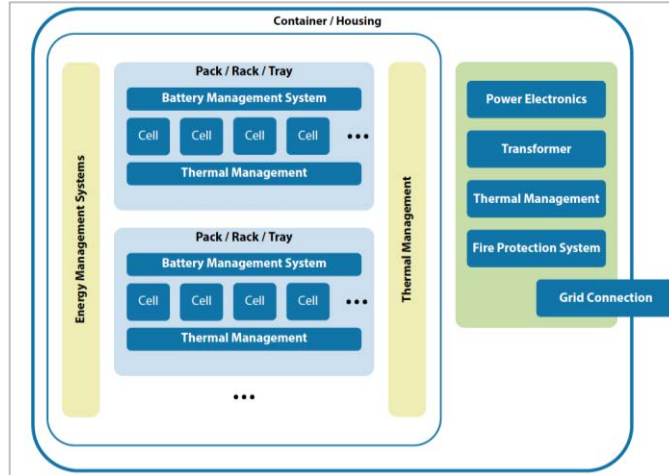 Container / Housing
Energy Management Systems
Pack / Rack / Tray
Battery Management System
Cell Cell Cell Cell •••
Thermal Management
Pack / Rack / Tray
Battery Management System
Cell Cell Cell Cell •••
Thermal Management
•••
Thermal Management
Power Electronics
Transformer
Thermal Management
Fire Protection System
Grid Connection